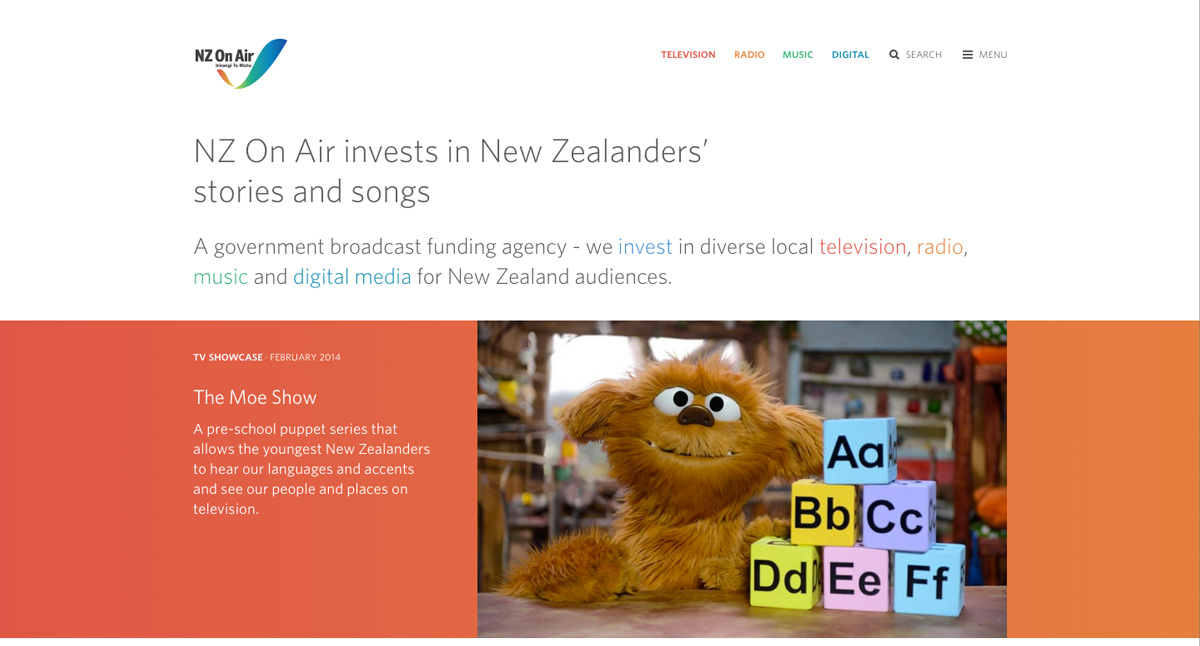 NZ On Air
Irirangi Te Motu
TELEVISION RADIO MUSIC DIGITAL SEARCH MENU
NZ On Air invests in New Zealanders’
stories and songs
A government broadcast funding agency - we invest in diverse local television, radio,
music and digital media for New Zealand audiences.
TV SHOWCASE · FEBRUARY 2014
The Moe Show
A pre-school puppet series that
allows the youngest New Zealanders
to hear our languages and accents
and see our people and places on
television.
Aa
Bb Cc
Dd Ee Ff